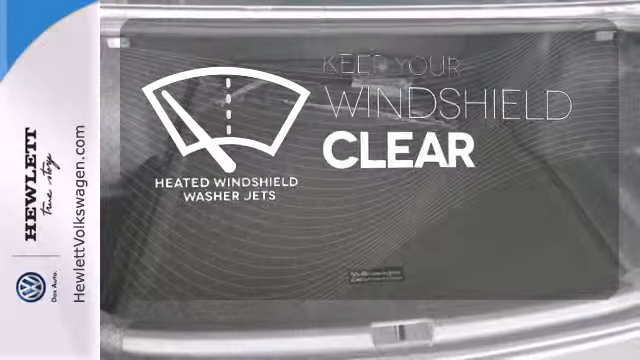 KEEP YOUR
WINDSHIELD
CLEAR
HEATED WINDSHIELD
WASHER JETS
HEWLETT
true story
Das Auto.
HewlettVolkswagen.com